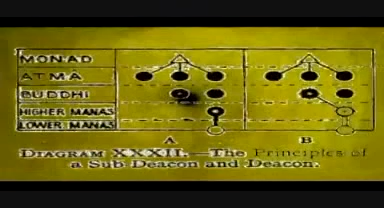 MONAD
ATMA
BUDDHI
HIGHER MANAS
LOWER MANAS
A B
DIAGRAM XXXII.—The Principles of
a Sub Deacon and Deacon.